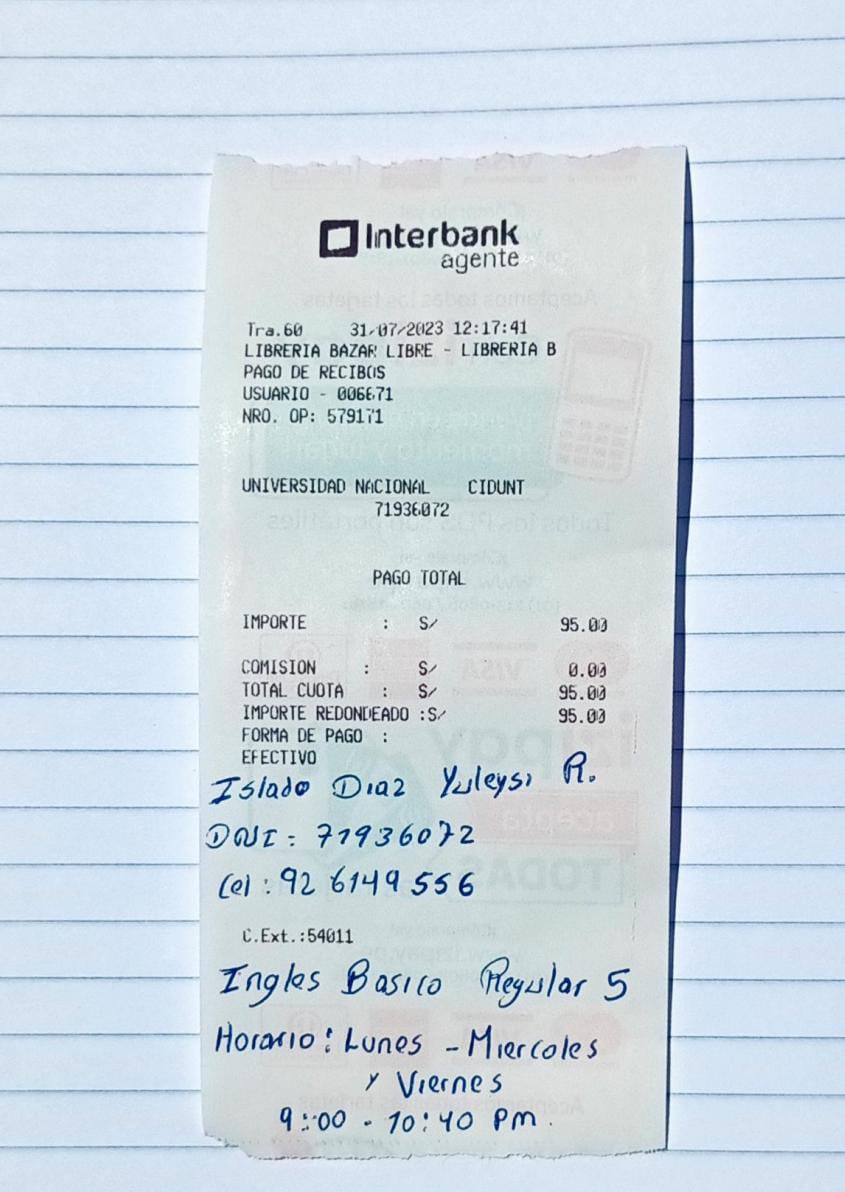 Interbank
agente
Tra.60 31/07/2023 12:17:41
LIBRERIA BAZAR LIBRE - LIBRERIA B
PAGO DE RECIBOS
USUARIO - 006671
NRO. OP: 579171
UNIVERSIDAD NACIONAL CIDUNT
71936072
PAGO TOTAL
IMPORTE : S/ 95.00
COMISION : S/ 0.00
TOTAL CUOTA : S/ 95.00
IMPORTE REDONDEADO :S/ 95.00
FORMA DE PAGO :
EFECTIVO
Islado Diaz Yuleysi R.
DNI: 71936072
Cel: 926149556
C.Ext.:54011
Ingles Basico Regular 5
Horario: Lunes - Miercoles
y Viernes
9:00 - 10:40 pm.